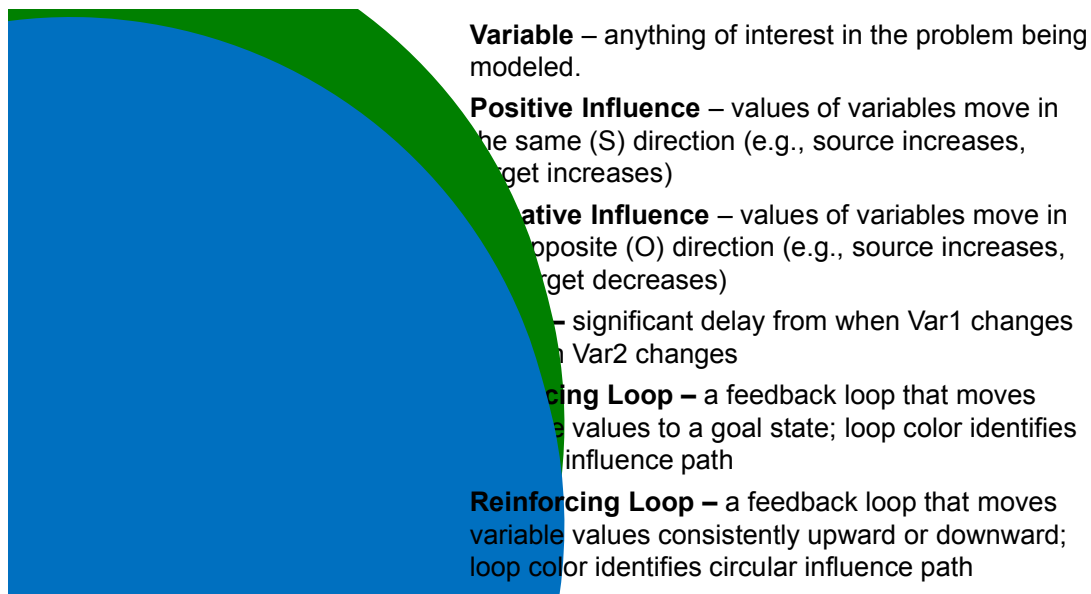 Variable – anything of interest in the problem being
modeled.
Positive Influence – values of variables move in
he same (S) direction (e.g., source increases,
get increases)
ative Influence – values of variables move in
pposite (O) direction (e.g., source increases,
rget decreases)
– significant delay from when Var1 changes
Var2 changes
cing Loop – a feedback loop that moves
values to a goal state; loop color identifies
influence path
Reinforcing Loop – a feedback loop that moves
variable values consistently upward or downward;
loop color identifies circular influence path